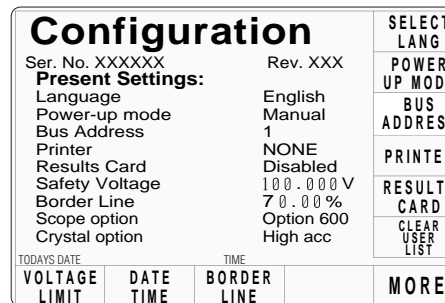 Configuration
Ser. No. XXXXXX Rev. XXX
Present Settings:
Language English
Power-up mode Manual
Bus Address 1
Printer NONE
Results Card Disabled
Safety Voltage 100.000V
Border Line 70.00%
Scope option Option 600
Crystal option High acc
TODAYS DATE TIME
VOLTAGE LIMIT
DATE TIME
BORDER LINE
SELECT LANG
POWER UP MOD
BUS ADDRES
PRINTE
RESULT CARD
CLEAR USER LIST
MORE